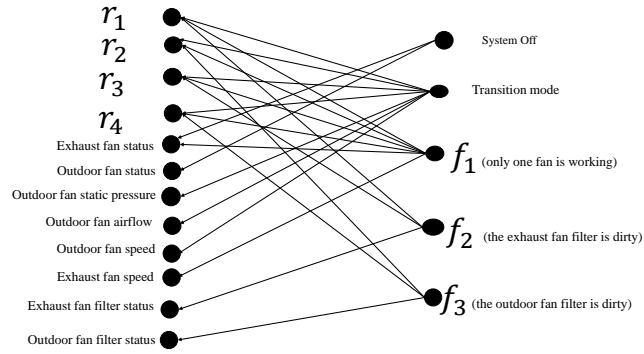 r1
r2
r3
r4
Exhaust fan status
Outdoor fan status
Outdoor fan static pressure
Outdoor fan airflow
Outdoor fan speed
Exhaust fan speed
Exhaust fan filter status
Outdoor fan filter status
System Off
Transition mode
f1 (only one fan is working)
f2 (the exhaust fan filter is dirty)
f3 (the outdoor fan filter is dirty)